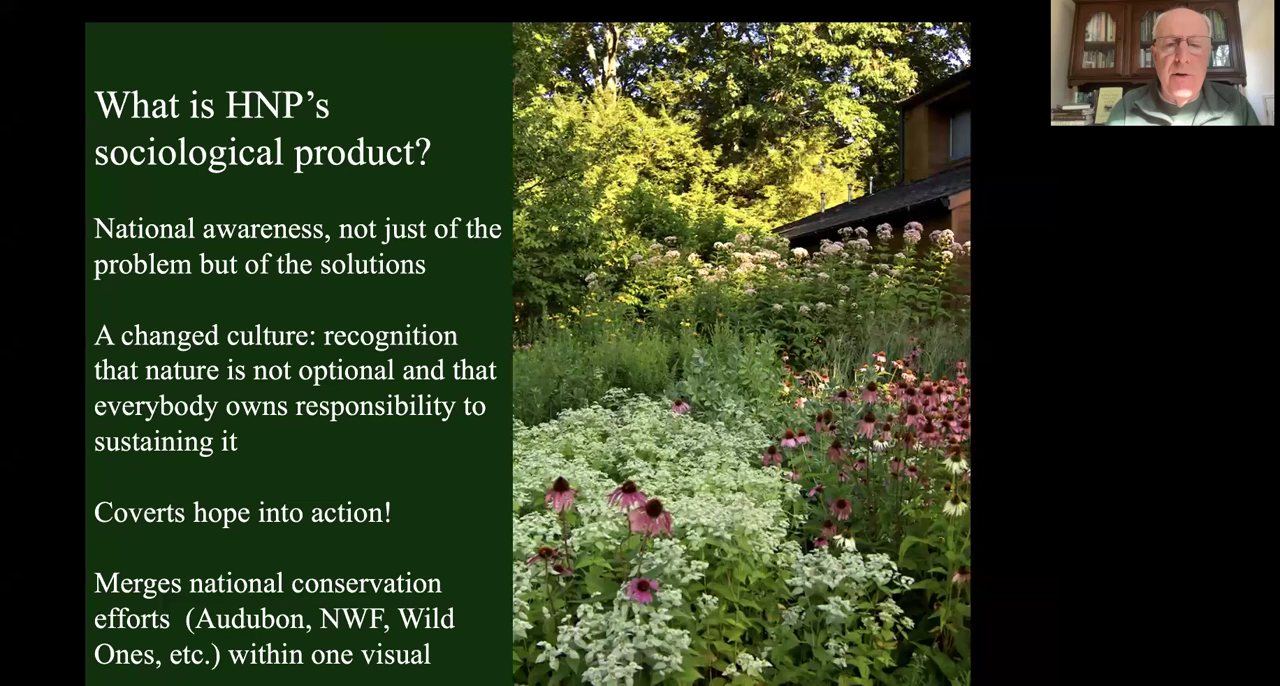 What is HNP’s
sociological product?
National awareness, not just of the
problem but of the solutions
A changed culture: recognition
that nature is not optional and that
everybody owns responsibility to
sustaining it
Coverts hope into action!
Merges national conservation
efforts  (Audubon, NWF, Wild
Ones, etc.) within one visual